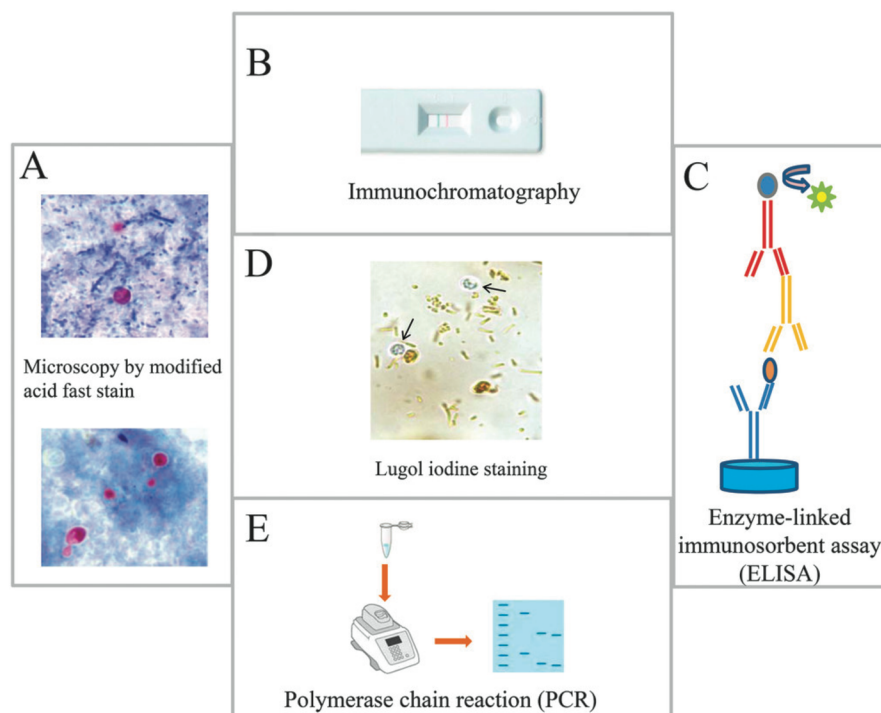 A
Microscopy by modified
acid fast stain
B
Immunochromatography
C
Enzyme-linked
immunosorbent assay
(ELISA)
D
Lugol iodine staining
E
Polymerase chain reaction (PCR)